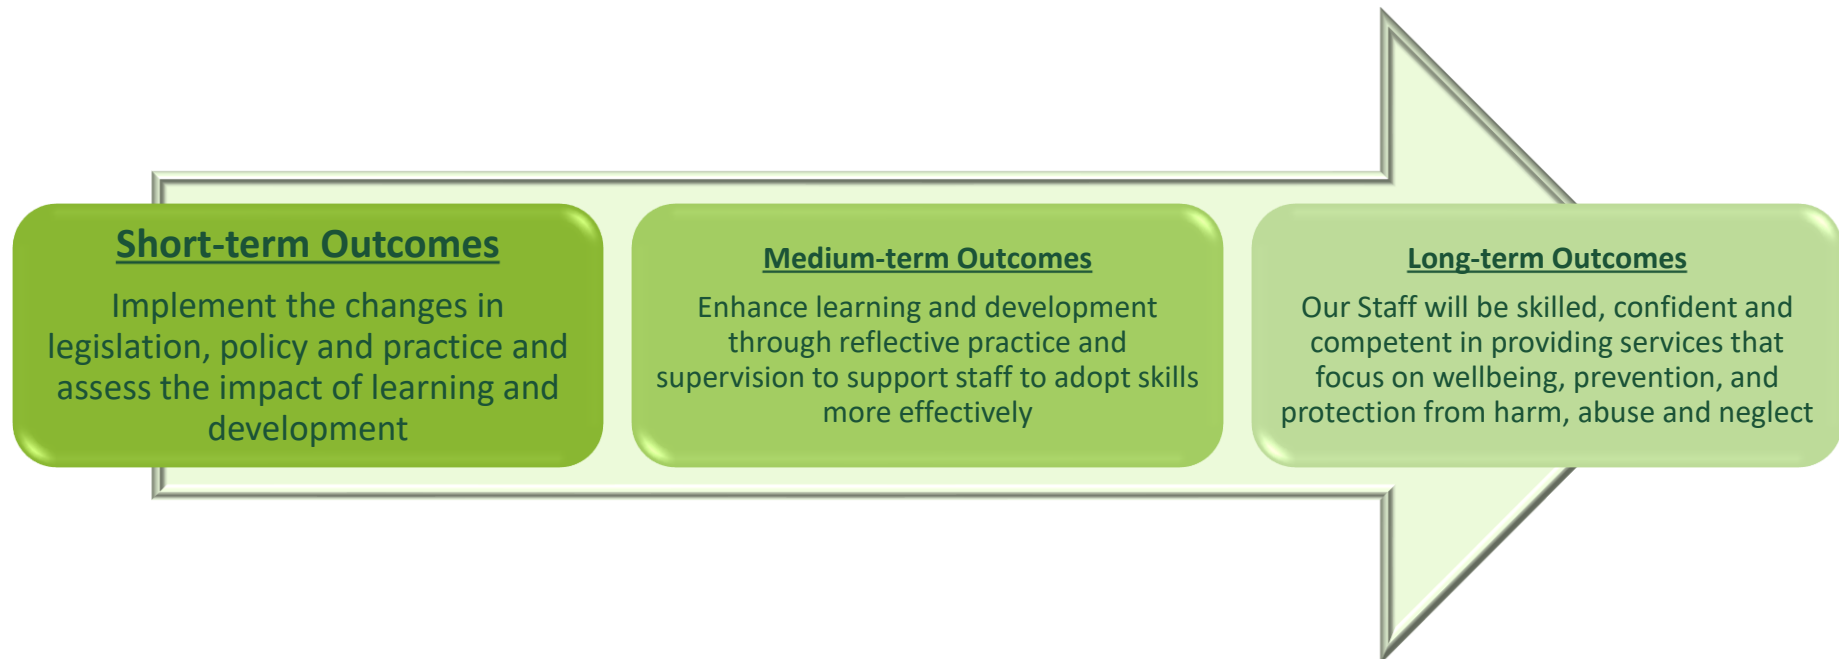 Short-term Outcomes
Implement the changes in
legislation, policy and practice and
assess the impact of learning and
development
Medium-term Outcomes
Enhance learning and development
through reflective practice and
supervision to support staff to adopt skills
more effectively
Long-term Outcomes
Our Staff will be skilled, confident and
competent in providing services that
focus on wellbeing, prevention, and
protection from harm, abuse and neglect